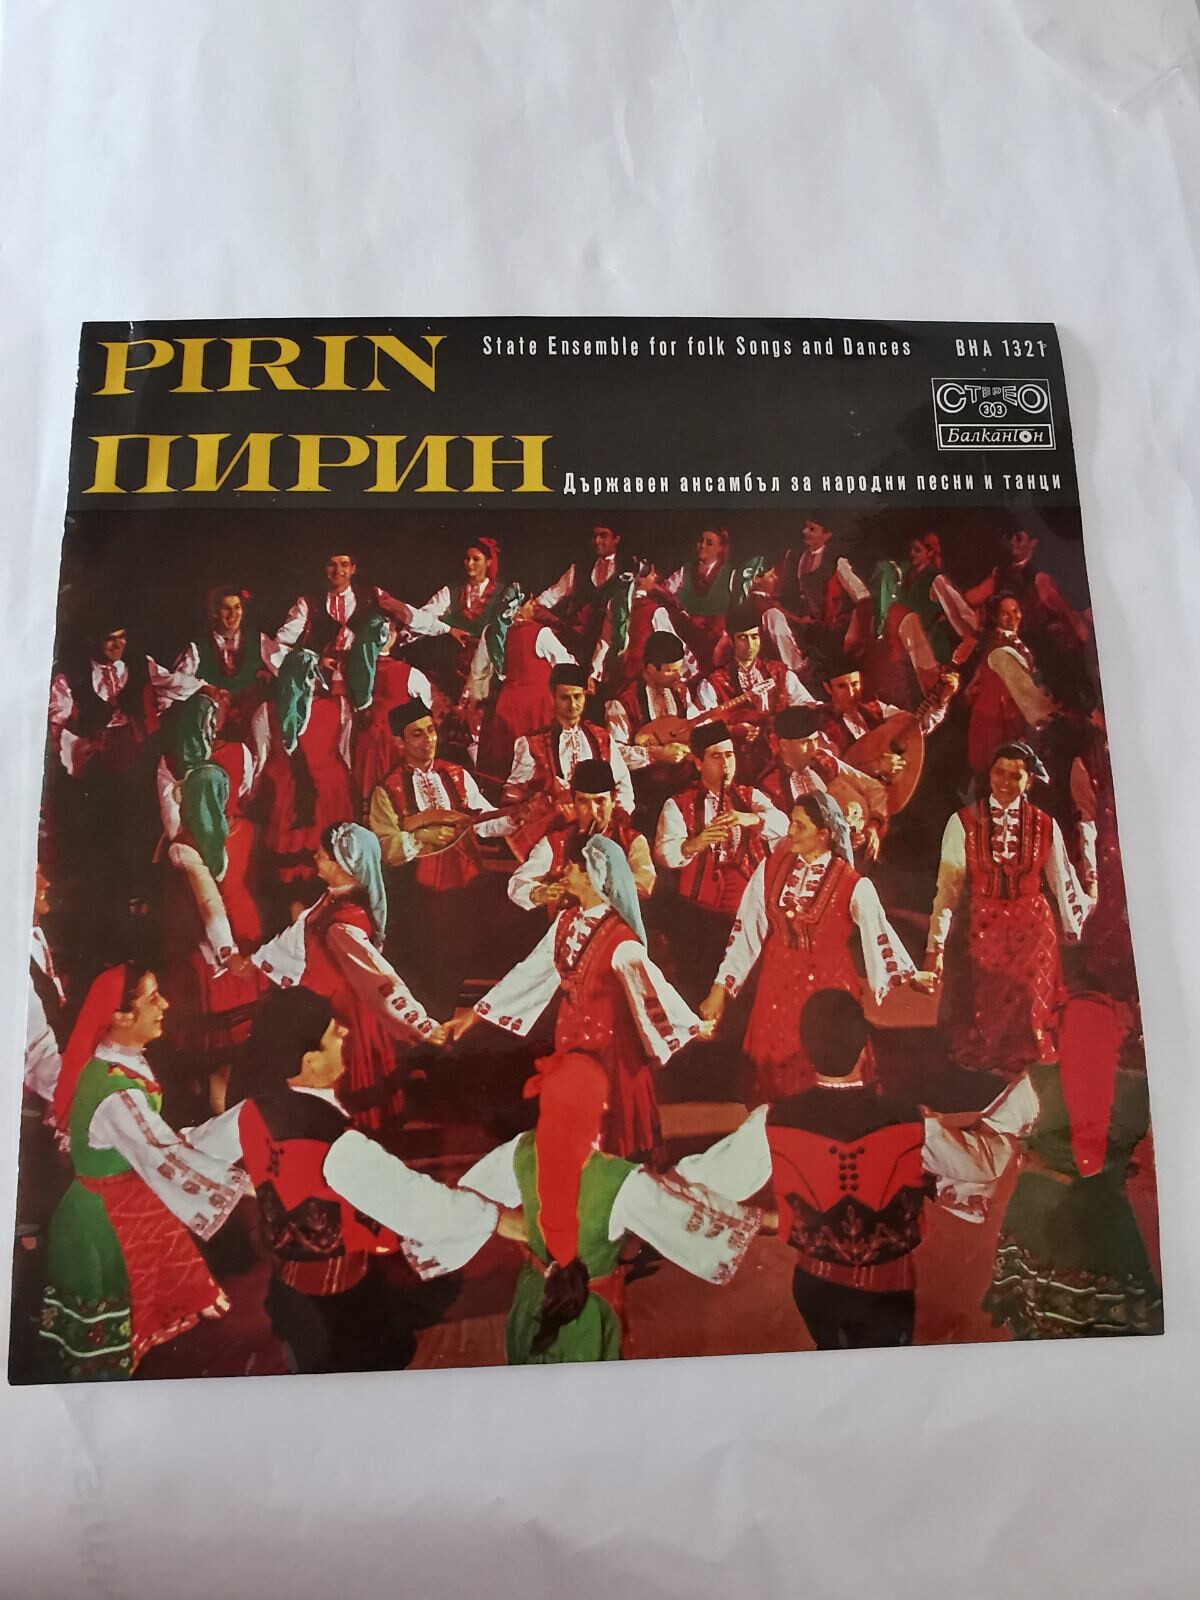 PIRIN
State Ensemble for folk Songs and Dances
ВНА 1321
СТЕРЕО
33
Балкантон
ПИРИН
Държавен ансамбъл за народни песни и танци